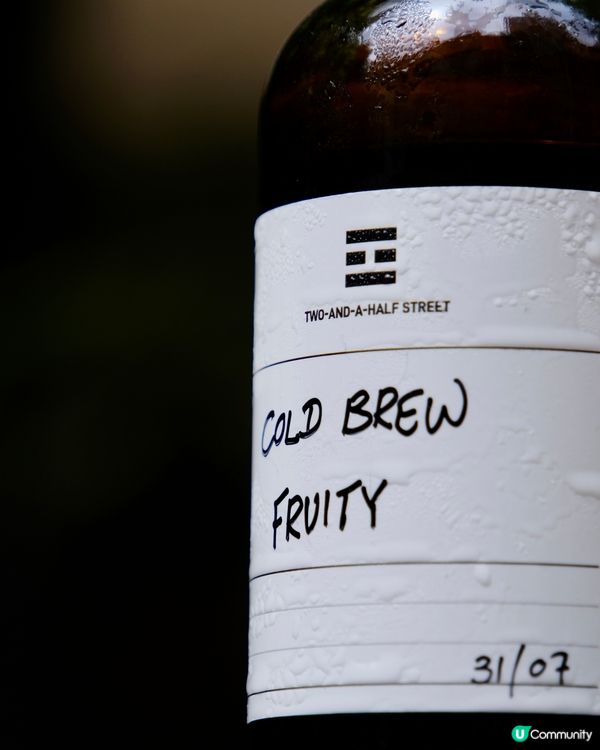 TWO-AND-A-HALF STREET
COLD BREW
FRUITY
31/07
U Community